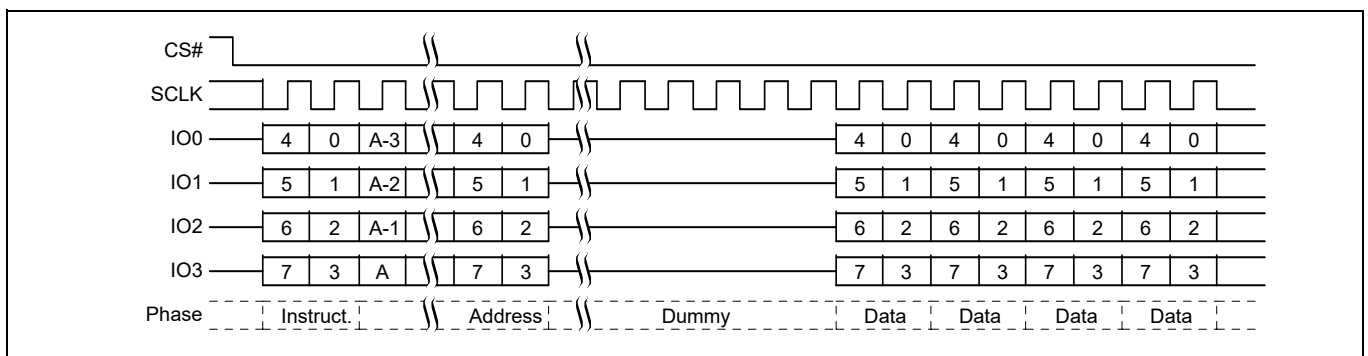 CS#
SCLK
IO0 4 0 A-3 4 0 4 0 4 0 4 0 4 0
IO1 5 1 A-2 5 1 5 1 5 1 5 1 5 1
IO2 6 2 A-1 6 2 6 2 6 2 6 2 6 2
IO3 7 3 A 7 3 7 3 7 3 7 3 7 3
Phase Instruct. Address Dummy Data Data Data Data